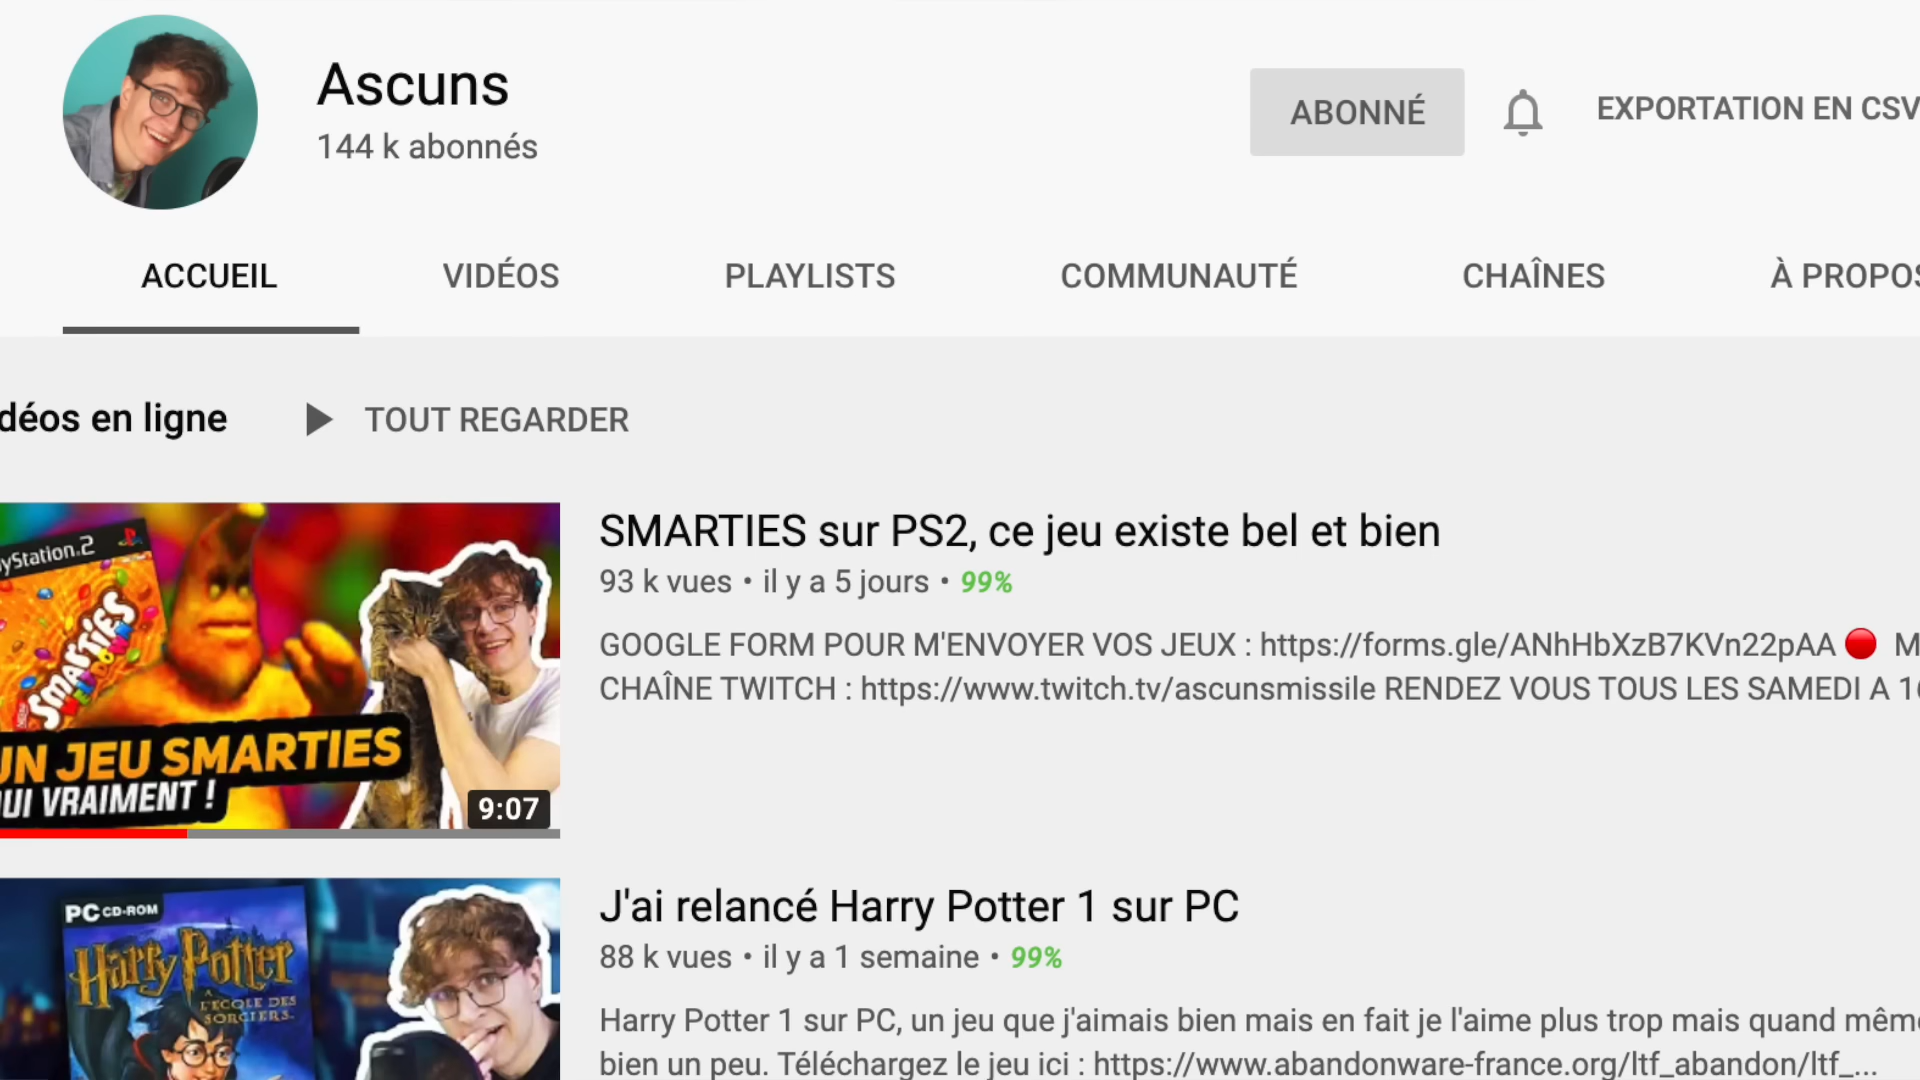 Ascuns
144 k abonnés
ABONNÉ
EXPORTATION EN CSV
ACCUEIL
VIDÉOS
PLAYLISTS
COMMUNAUTÉ
CHAÎNES
À PROPOS
déos en ligne
TOUT REGARDER
yStation.2
SMARTIES
MELTDOWN
UN JEU SMARTIES
UI VRAIMENT !
9:07
SMARTIES sur PS2, ce jeu existe bel et bien
93 k vues • il y a 5 jours • 99%
GOOGLE FORM POUR M'ENVOYER VOS JEUX : https://forms.gle/ANhHbXzB7KVn22pAA 🔴 M
CHAÎNE TWITCH : https://www.twitch.tv/ascunsmissile RENDEZ VOUS TOUS LES SAMEDI A 16
PC CD-ROM
Harry Potter
A L'ECOLE DES
SORCIERS
J'ai relancé Harry Potter 1 sur PC
88 k vues • il y a 1 semaine • 99%
Harry Potter 1 sur PC, un jeu que j'aimais bien mais en fait je l'aime plus trop mais quand même
bien un peu. Téléchargez le jeu ici : https://www.abandonware-france.org/ltf_abandon/ltf_...